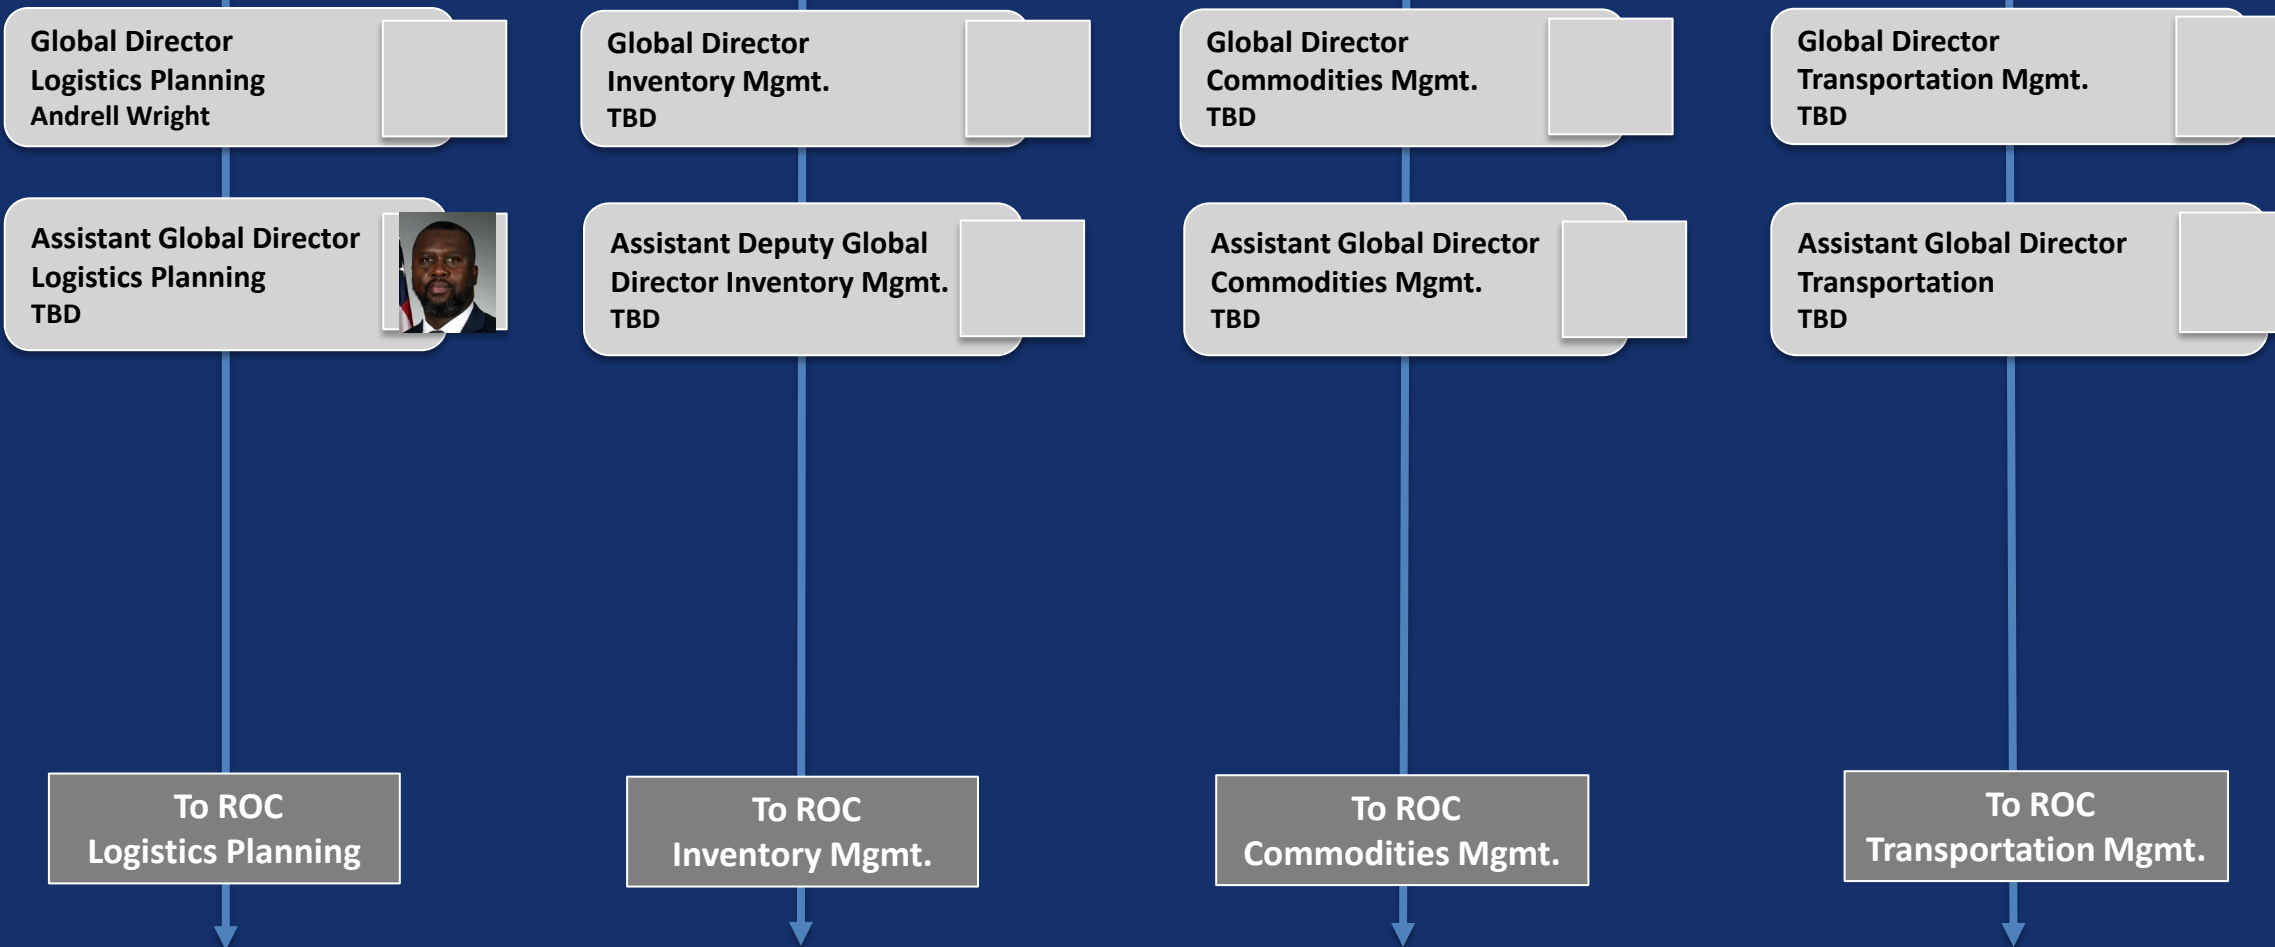 Global Director
Logistics Planning
Andrell Wright
Global Director
Inventory Mgmt.
TBD
Global Director
Commodities Mgmt.
TBD
Global Director
Transportation Mgmt.
TBD
Assistant Global Director
Logistics Planning
TBD
Assistant Deputy Global
Director Inventory Mgmt.
TBD
Assistant Global Director
Commodities Mgmt.
TBD
Assistant Global Director
Transportation
TBD
To ROC
Logistics Planning
To ROC
Inventory Mgmt.
To ROC
Commodities Mgmt.
To ROC
Transportation Mgmt.